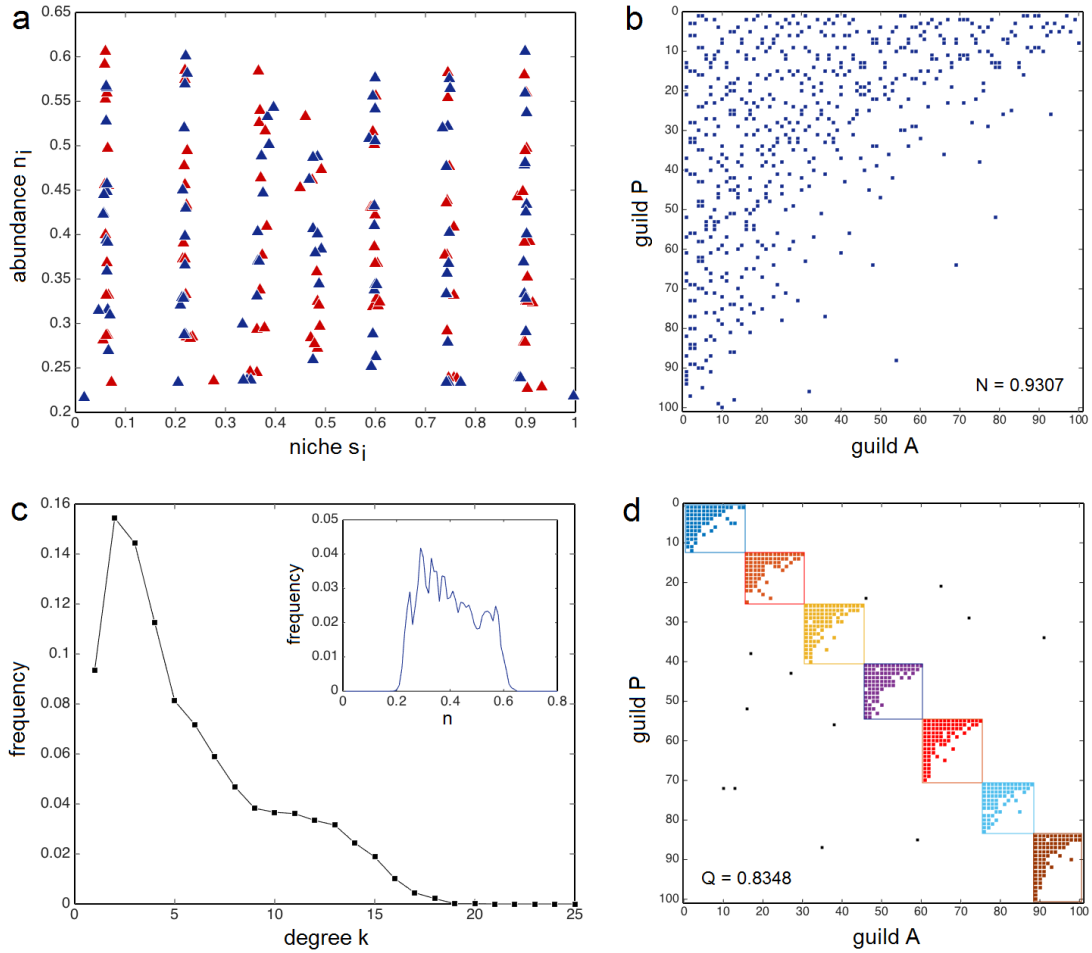 a
0.65
0.6
0.55
0.5
0.45
0.4
0.35
0.3
0.25
0.2
abundance n_i
0 0.1 0.2 0.3 0.4 0.5 0.6 0.7 0.8 0.9 1
niche s_i
b
0
10
20
30
40
50
60
70
80
90
100
guild P
N = 0.9307
0 10 20 30 40 50 60 70 80 90 100
guild A
c
0.16
0.14
0.12
0.1
0.08
0.06
0.04
0.02
0
frequency
0 5 10 15 20 25
degree k
0.05
0.04
0.03
0.02
0.01
0
frequency
0 0.2 0.4 0.6 0.8
n
d
0
10
20
30
40
50
60
70
80
90
100
guild P
Q = 0.8348
0 10 20 30 40 50 60 70 80 90 100
guild A